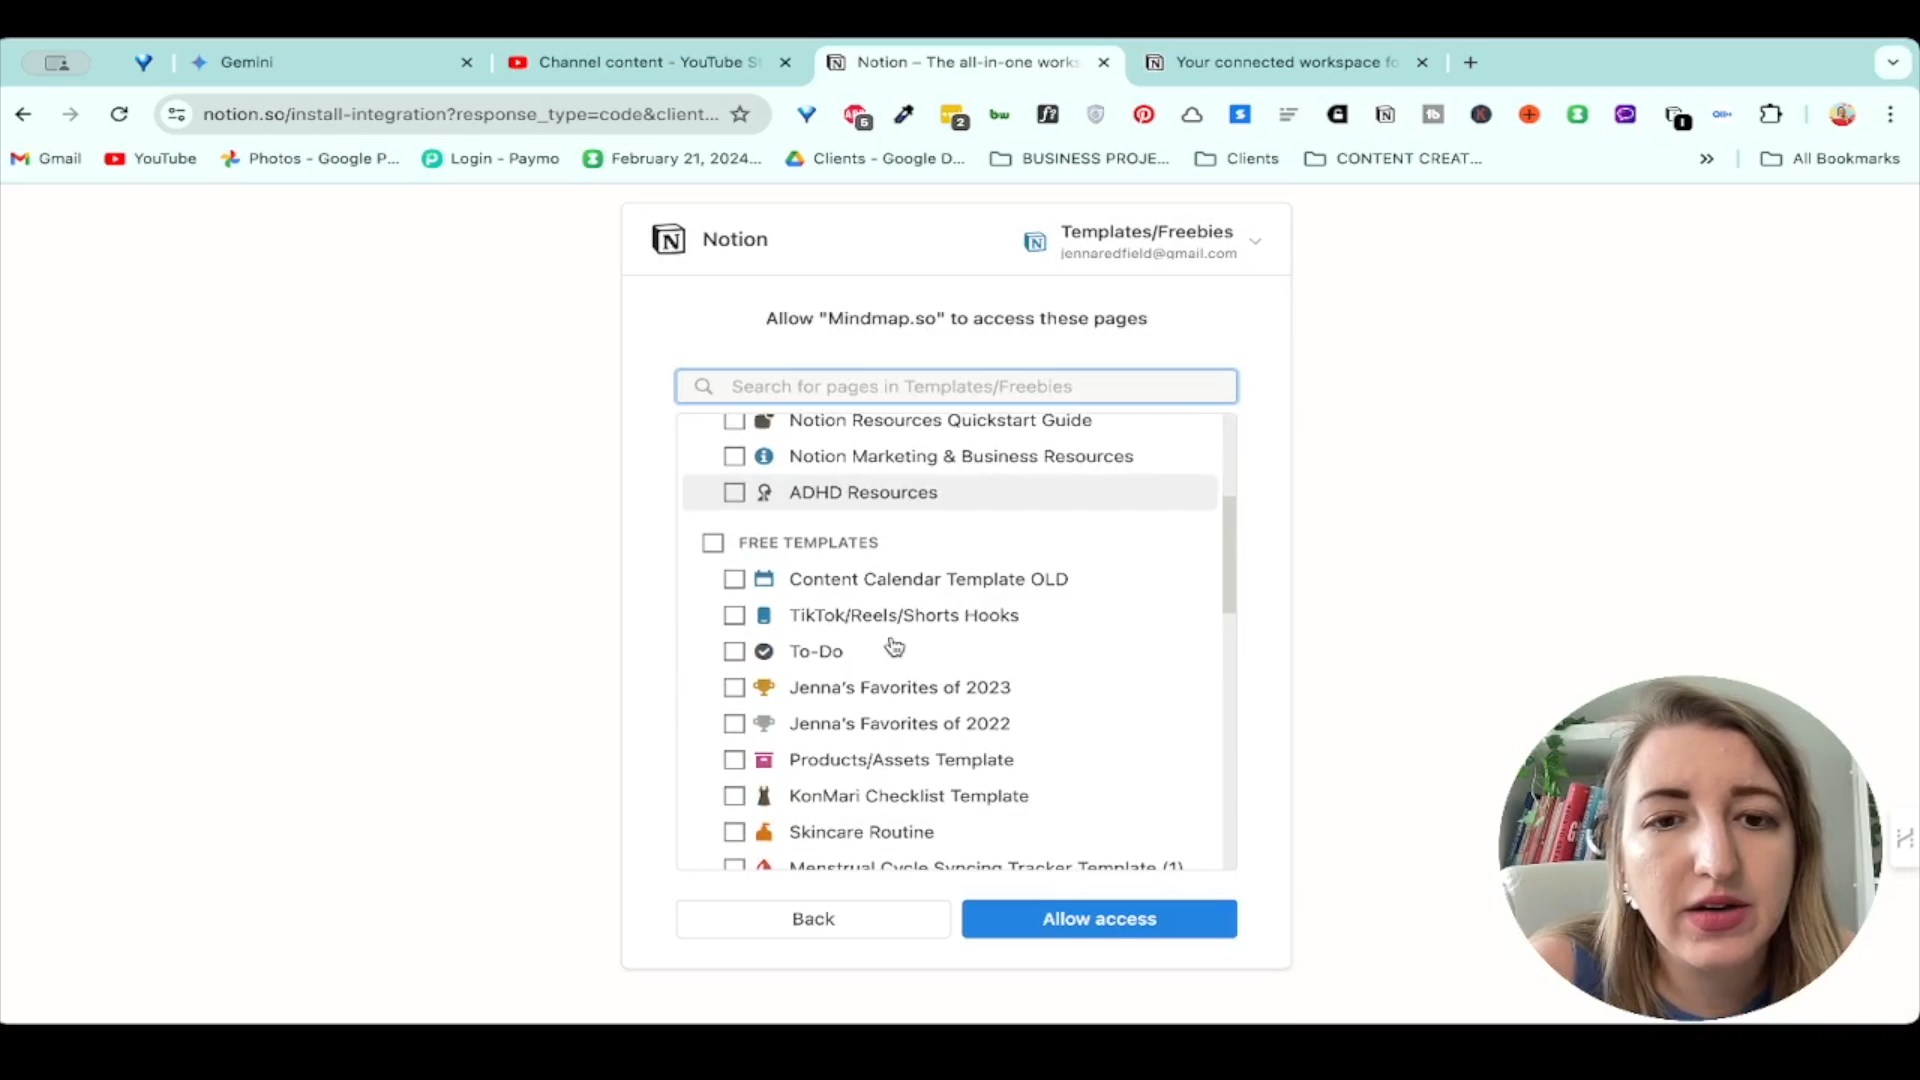 Gemini
Channel content - YouTube S
Notion – The all-in-one works
Your connected workspace fo
notion.so/install-integration?response_type=code&client...
5
2
bw
f?
1b
1
Gmail
YouTube
Photos - Google P...
Login - Paymo
February 21, 2024...
Clients - Google D...
BUSINESS PROJE...
Clients
CONTENT CREAT...
All Bookmarks
Notion
Templates/Freebies
jennaredfield@gmail.com
Allow "Mindmap.so" to access these pages
Search for pages in Templates/Freebies
Notion Resources Quickstart Guide
Notion Marketing & Business Resources
ADHD Resources
FREE TEMPLATES
Content Calendar Template OLD
TikTok/Reels/Shorts Hooks
To-Do
Jenna's Favorites of 2023
Jenna's Favorites of 2022
Products/Assets Template
KonMari Checklist Template
Skincare Routine
Menstrual Cycle Syncing Tracker Template (1)
Back
Allow access